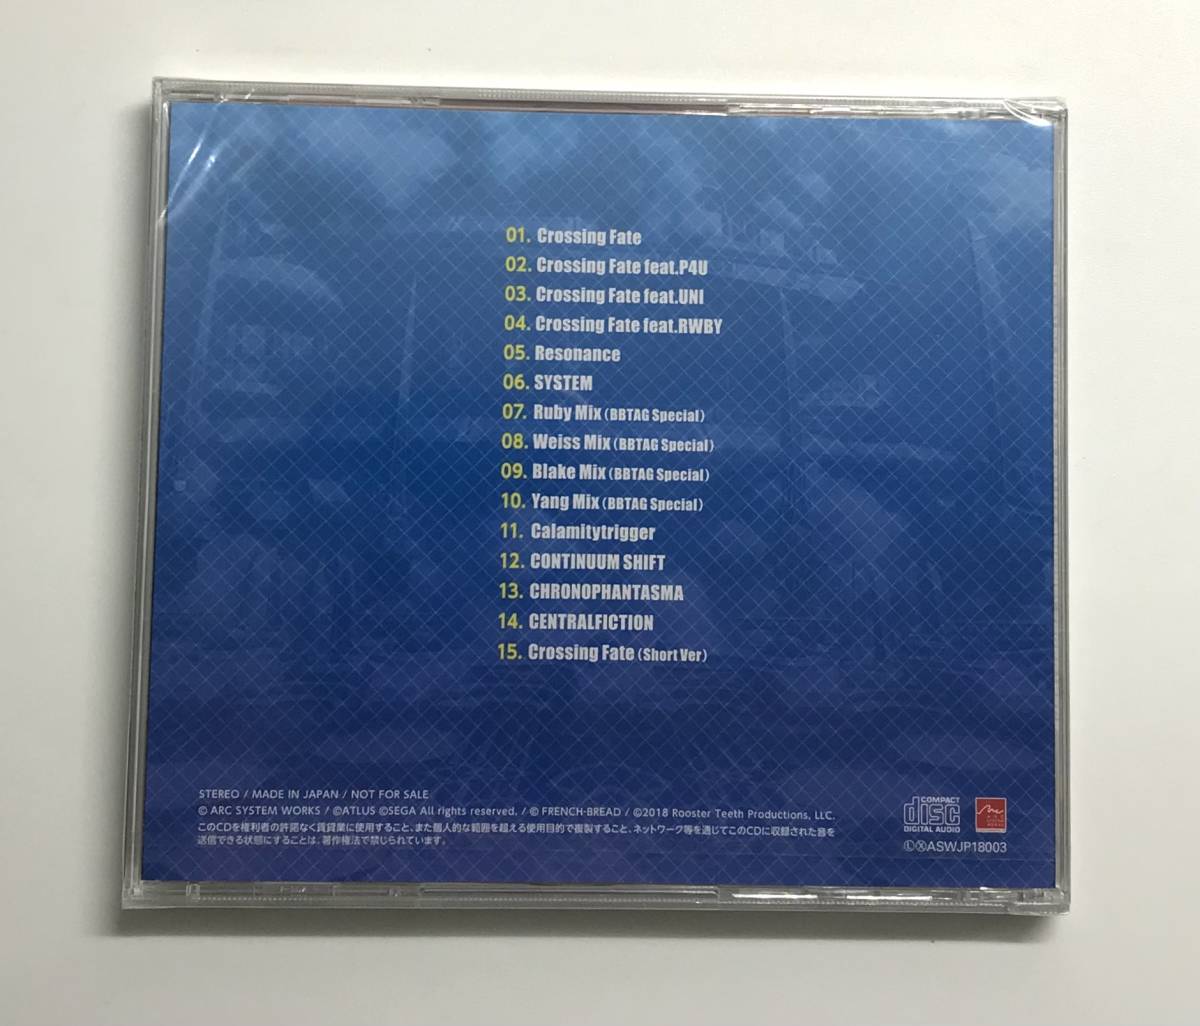 01. Crossing Fate
02. Crossing Fate feat.P4U
03. Crossing Fate feat.UNI
04. Crossing Fate feat.RWBY
05. Resonance
06. SYSTEM
07. Ruby Mix (BBTAG Special)
08. Weiss Mix (BBTAG Special)
09. Blake Mix (BBTAG Special)
10. Yang Mix (BBTAG Special)
11. Calamitytrigger
12. CONTINUUM SHIFT
13. CHRONOPHANTASMA
14. CENTRALFICTION
15. Crossing Fate (Short Ver)
STEREO / MADE IN JAPAN / NOT FOR SALE
© ARC SYSTEM WORKS / ©ATLUS ©SEGA All rights reserved. / © FRENCH-BREAD / ©2018 Rooster Teeth Productions, LLC.
このCDを権利者の許諾なく賃貸業に使用すること、また個人的な範囲を超える使用目的で複製すること、ネットワーク等を通じてこのCDに収録された音を
送信できる状態にすることは、著作権法で禁じられています。
COMPACT
disc
DIGITAL AUDIO
ⓁⓍASWJP18003